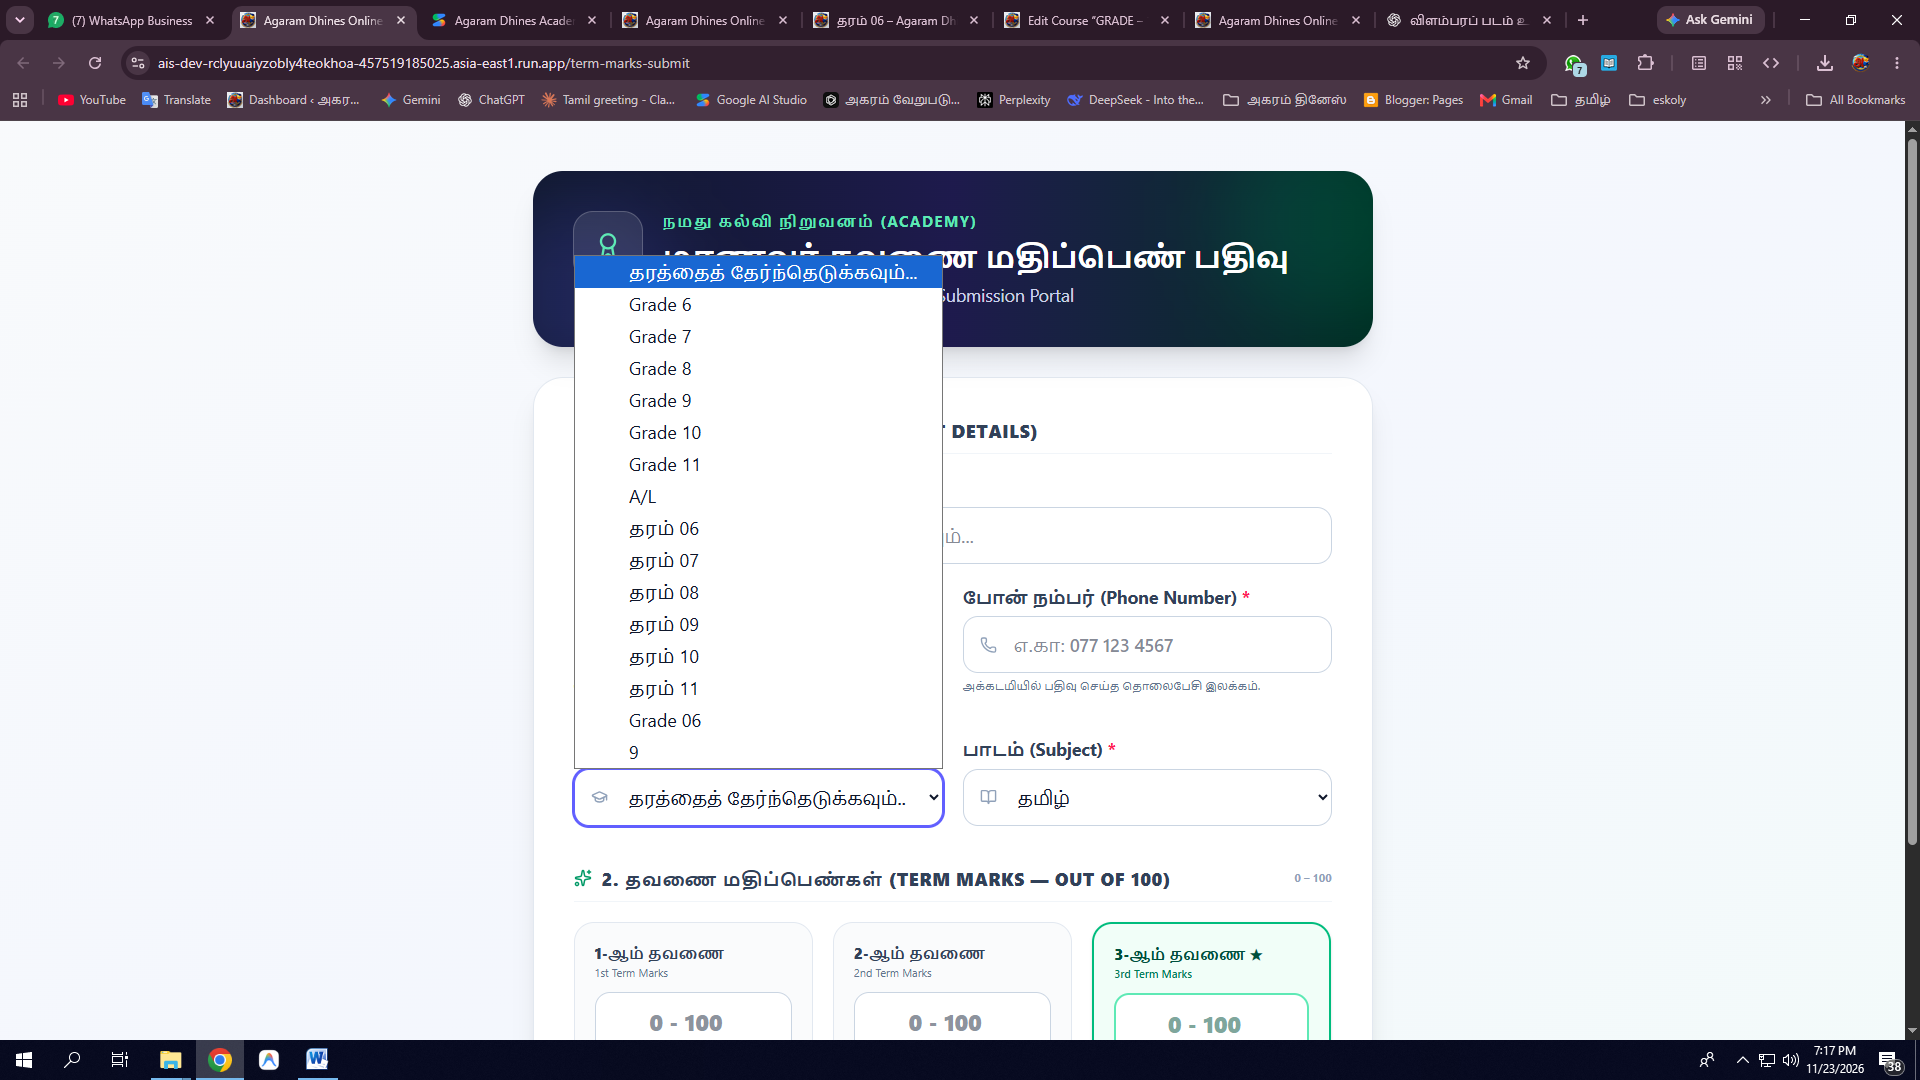 (7) WhatsApp Business
Agaram Dhines Online
Agaram Dhines Acade
Agaram Dhines Online
தரம் 06 – Agaram Dh
Edit Course "GRADE –
Agaram Dhines Online
விளம்பரப் படம் உ
Ask Gemini
ais-dev-rclyuuaiyzobly4teokhoa-457519185025.asia-east1.run.app/term-marks-submit
7
YouTube
Translate
Dashboard ‹ அகர...
Gemini
ChatGPT
Tamil greeting - Cla...
Google AI Studio
அகரம் வேறுபடு...
Perplexity
DeepSeek - Into the...
அகரம் தினேஸ்
Blogger: Pages
Gmail
தமிழ்
eskoly
All Bookmarks
நமது கல்வி நிறுவனம் (ACADEMY)
மாணவர் தவணை மதிப்பெண் பதிவு
Submission Portal
தரத்தைத் தேர்ந்தெடுக்கவும்...
Grade 6
Grade 7
Grade 8
Grade 9
Grade 10
Grade 11
A/L
தரம் 06
தரம் 07
தரம் 08
தரம் 09
தரம் 10
தரம் 11
Grade 06
9
DETAILS)
ம்...
போன் நம்பர் (Phone Number) *
எ.கா: 077 123 4567
அக்கடமியில் பதிவு செய்த தொலைபேசி இலக்கம்.
பாடம் (Subject) *
தரத்தைத் தேர்ந்தெடுக்கவும்..
தமிழ்
2. தவணை மதிப்பெண்கள் (TERM MARKS — OUT OF 100)
0 – 100
1-ஆம் தவணை
1st Term Marks
0 - 100
2-ஆம் தவணை
2nd Term Marks
0 - 100
3-ஆம் தவணை ★
3rd Term Marks
0 - 100
7:17 PM
11/23/2026
38